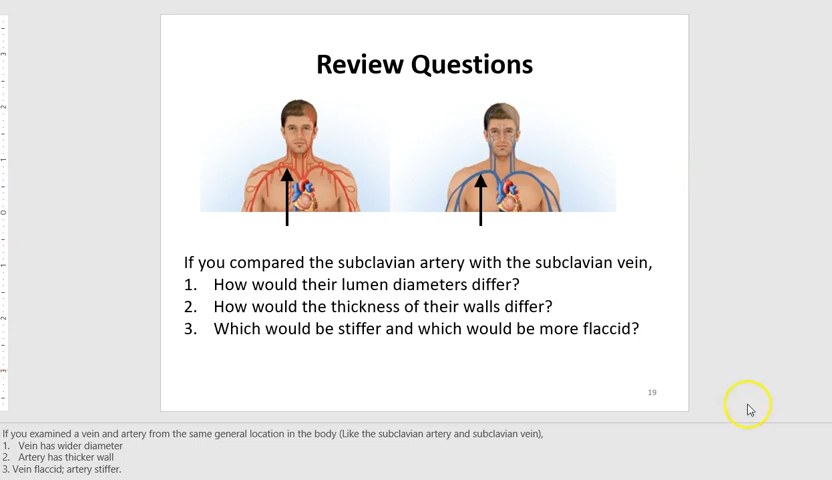 Review Questions
If you compared the subclavian artery with the subclavian vein,
1. How would their lumen diameters differ?
2. How would the thickness of their walls differ?
3. Which would be stiffer and which would be more flaccid?
19
If you examined a vein and artery from the same general location in the body (Like the subclavian artery and subclavian vein),
1. Vein has wider diameter
2. Artery has thicker wall
3. Vein flaccid; artery stiffer.